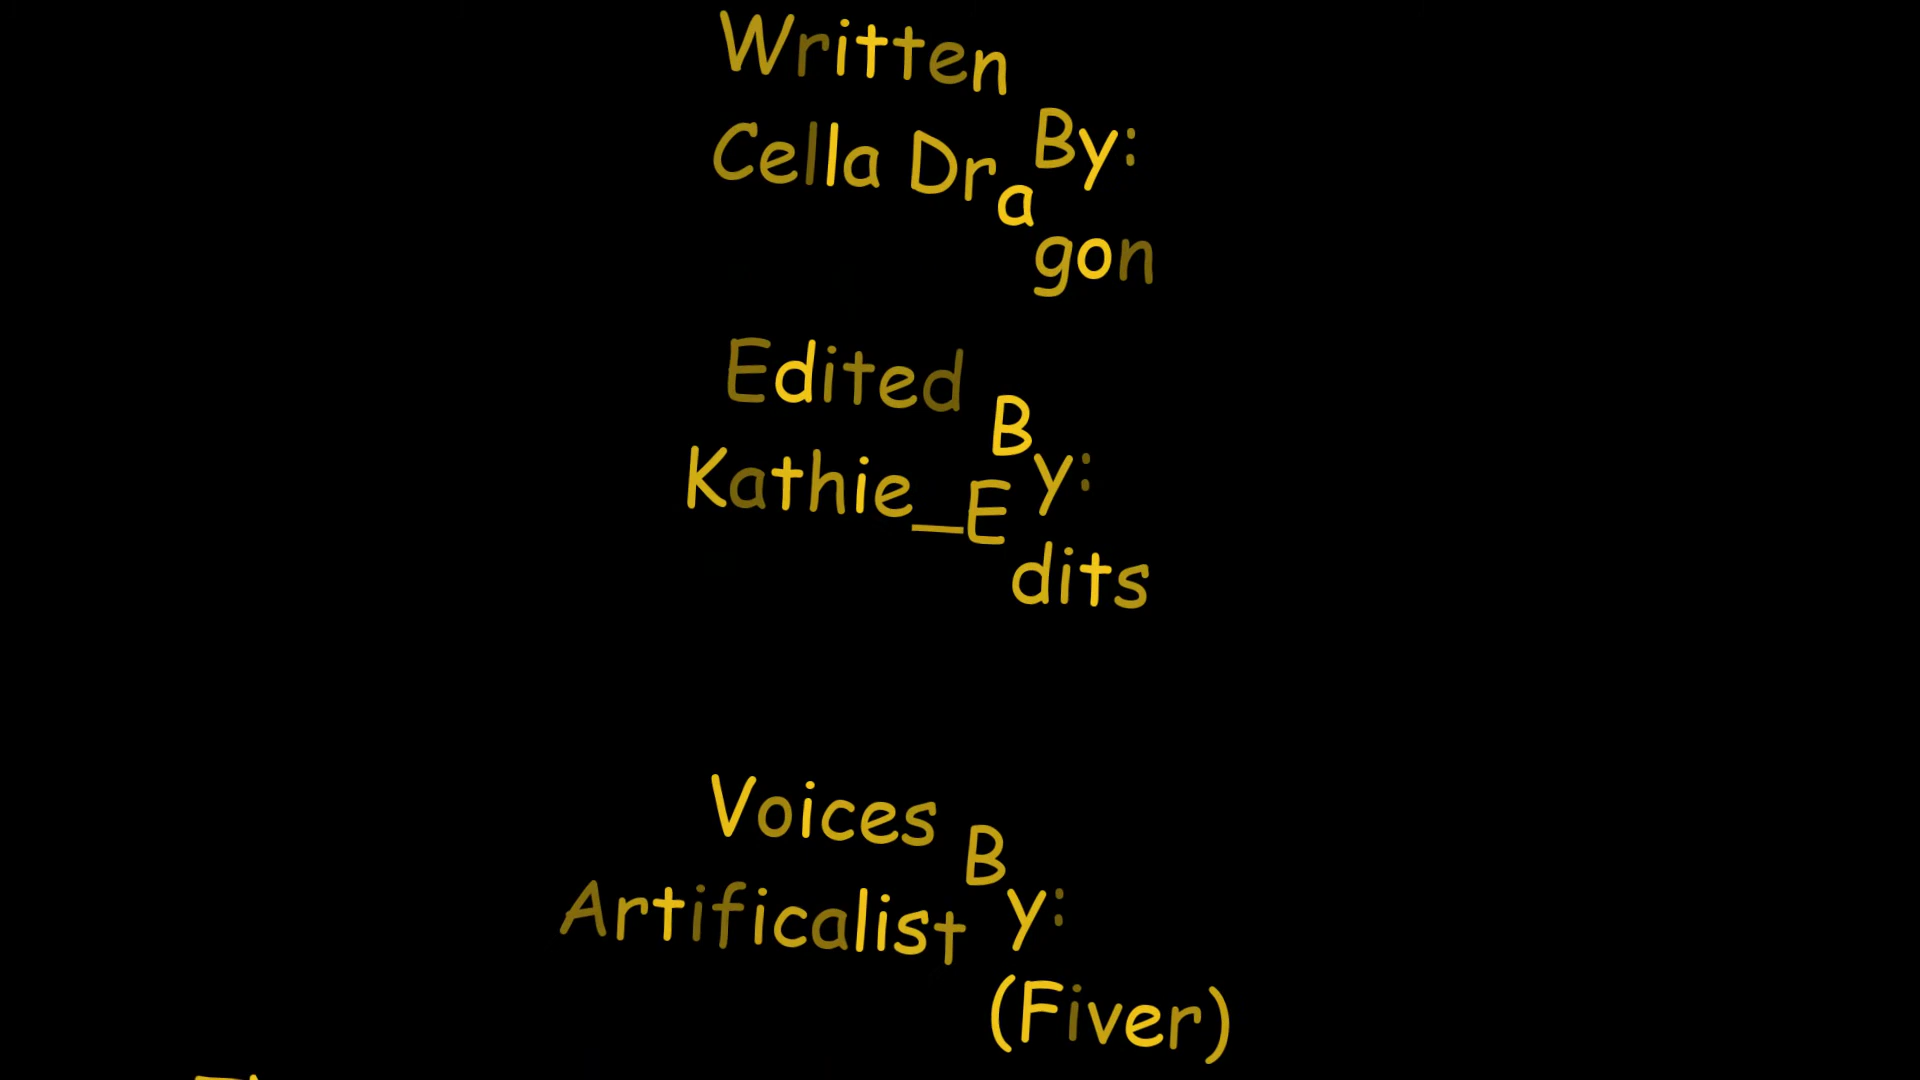 Written By:
Cella Dragon
Edited By:
Kathie_Edits
Voices By:
Artificalist (Fiver)